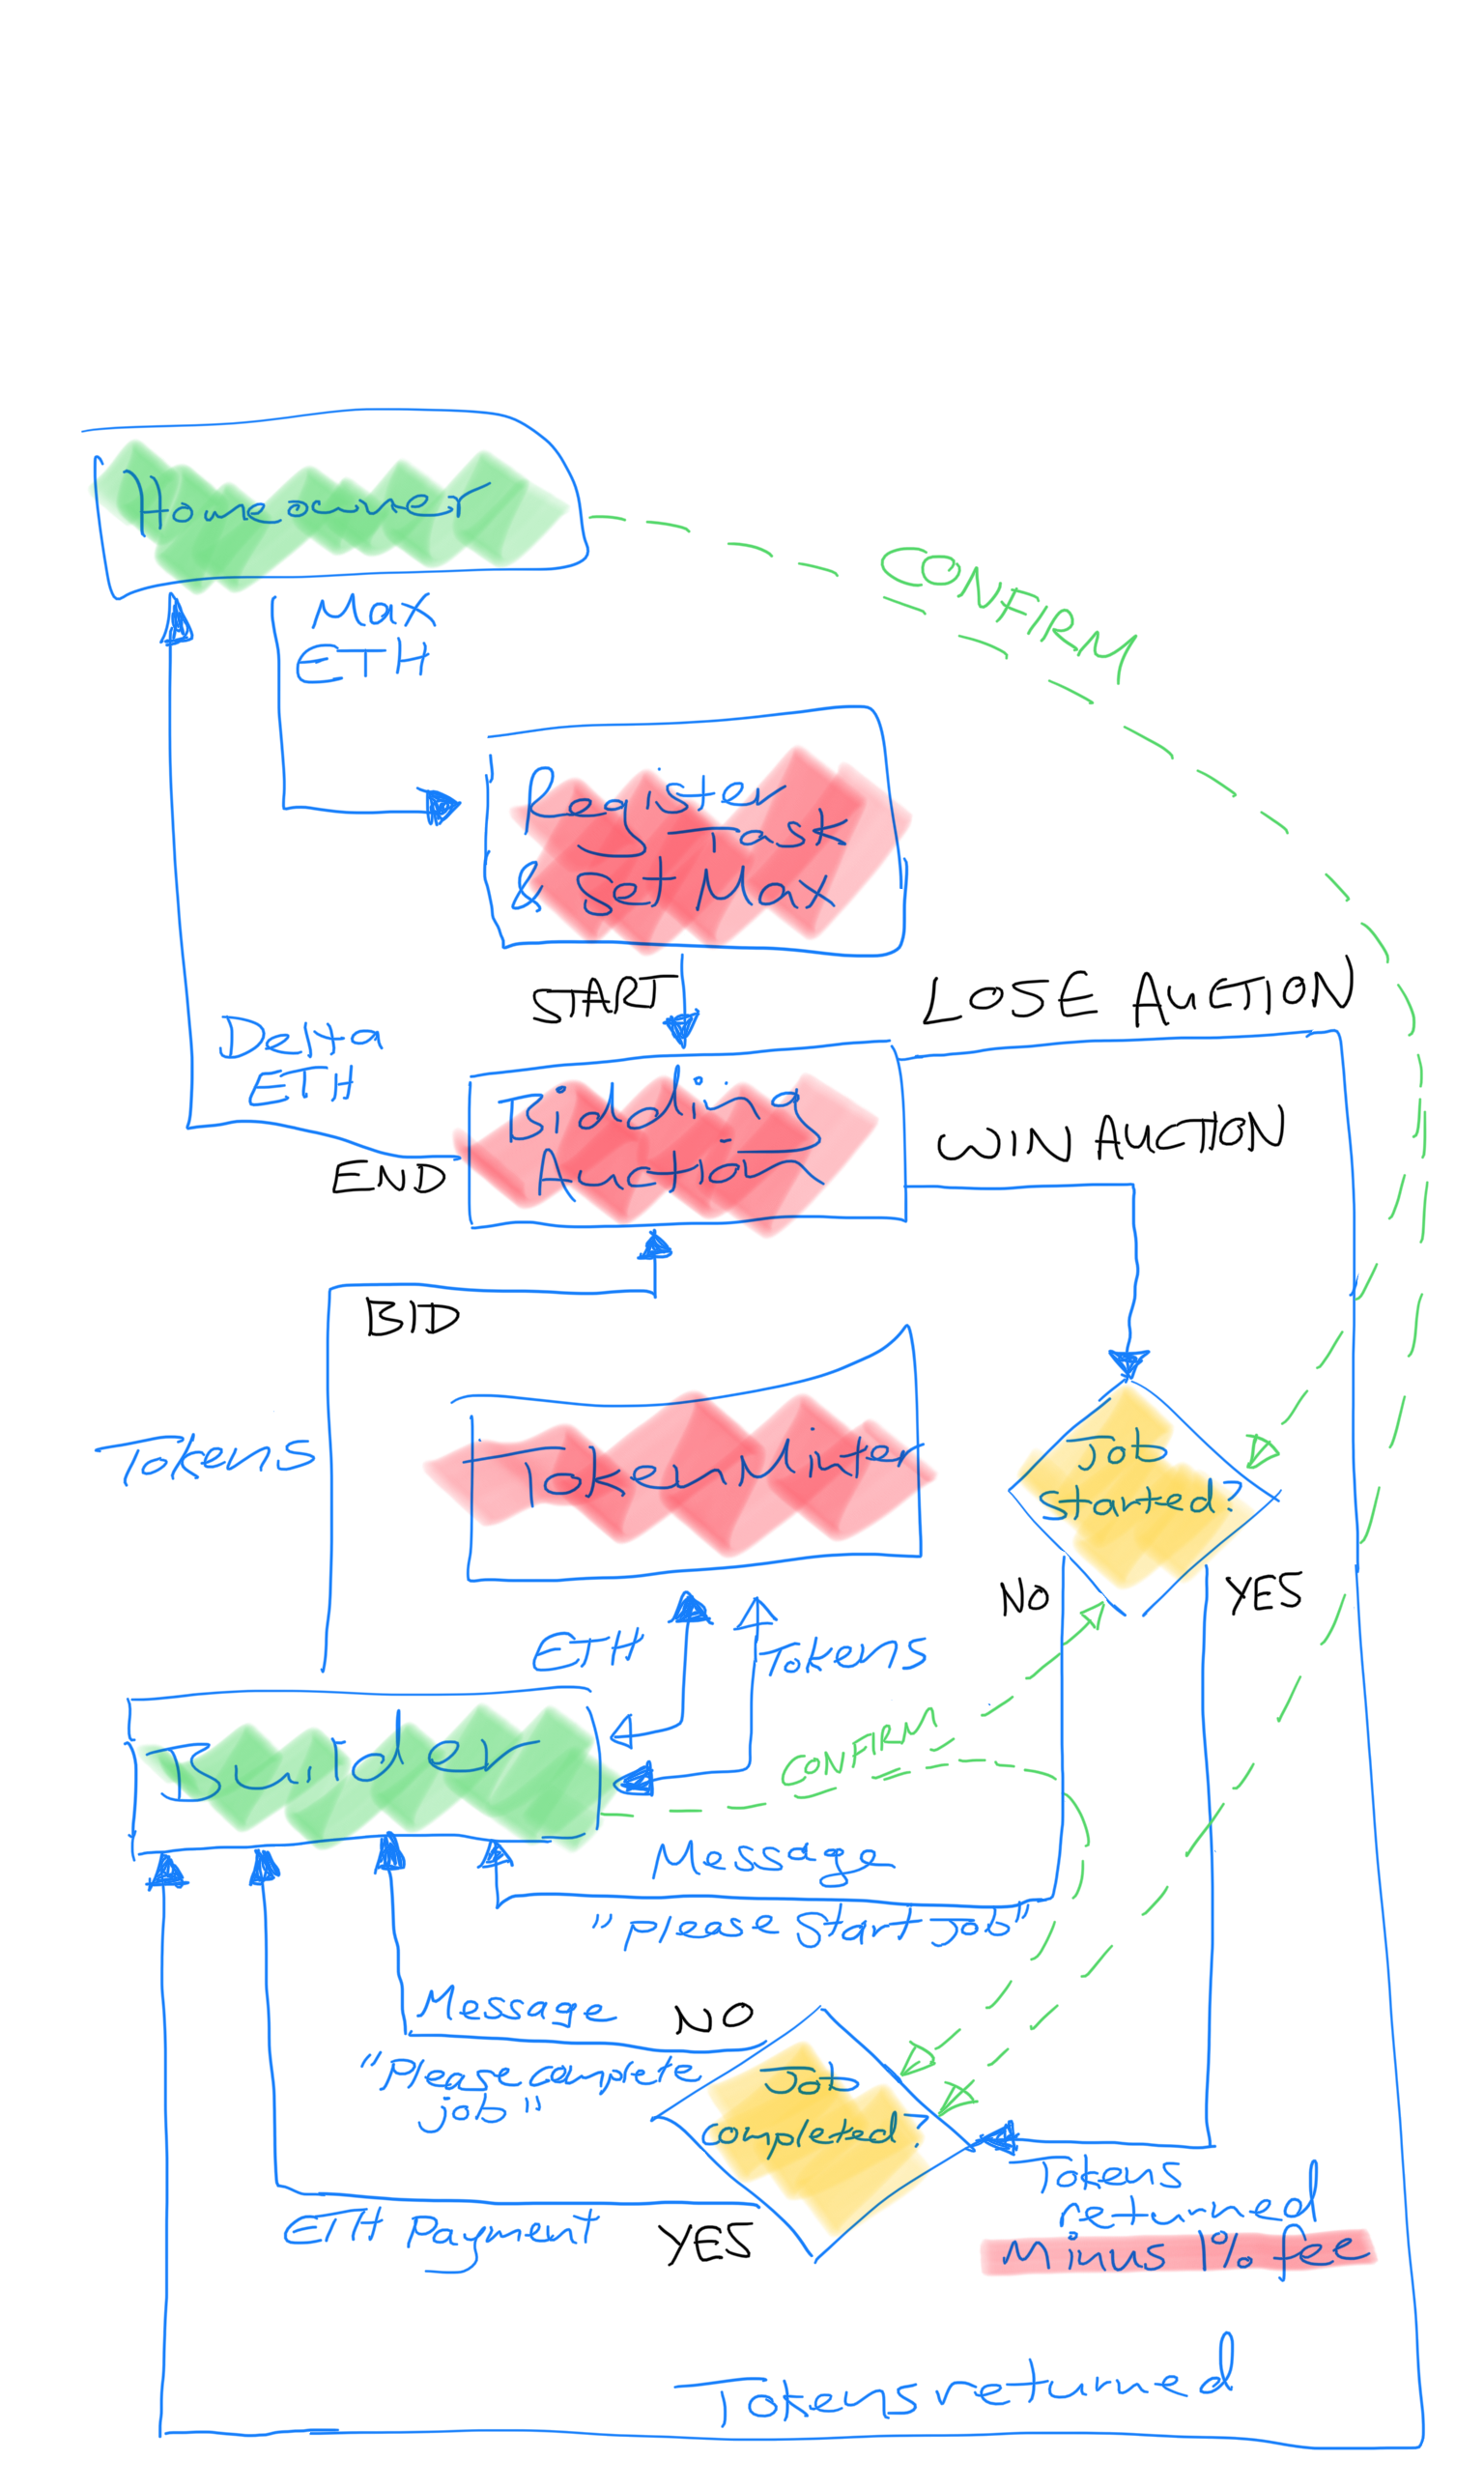 Homeowner
CONFIRM
Max
ETH
Register
Task
& Set Max
START
LOSE AUCTION
Delta
ETH
Bidding
Auction
WIN AUCTION
END
BID
Tokens
Token Minter
Job
started?
NO
YES
ETH
Tokens
Builder
CONFIRM
Message
"please start job"
Message
NO
"please complete
job"
Job
completed?
Tokens
returned
minus 1% fee
ETH Payment
YES
Tokens returned